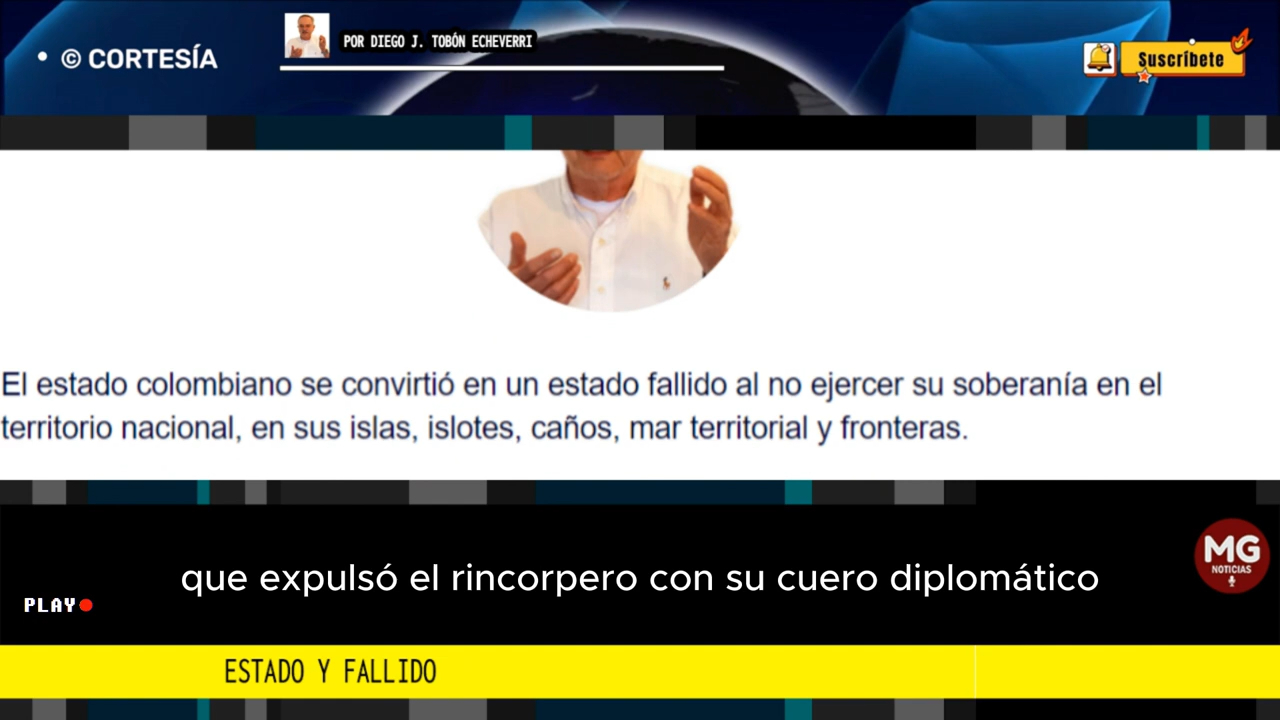 • © CORTESÍA
POR DIEGO J. TOBÓN ECHEVERRI
Suscríbete
El estado colombiano se convirtió en un estado fallido al no ejercer su soberanía en el
territorio nacional, en sus islas, islotes, caños, mar territorial y fronteras.
que expulsó el rincorpero con su cuero diplomático
MG
NOTICIAS
PLAY
ESTADO Y FALLIDO